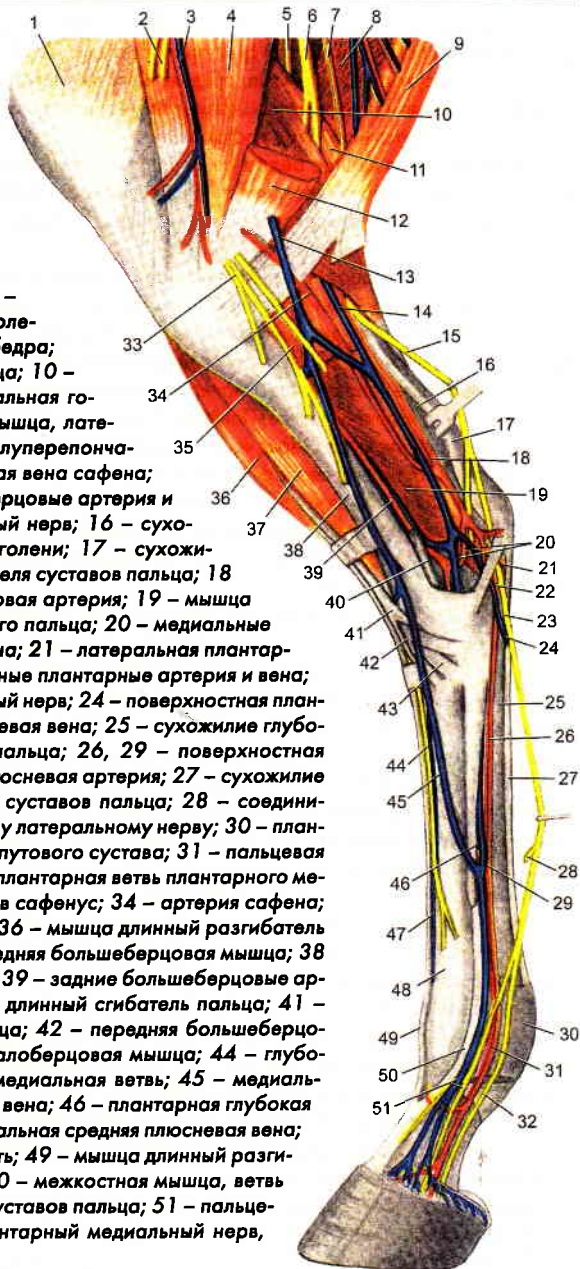 1
2
3
4
5
6
7
8
9
10
11
12
13
14
15
16
17
18
19
20
21
22
23
24
25
26
27
28
29
30
31
32
33
34
35
36
37
38
39
40
41
42
43
44
45
46
47
48
49
50
51
–
оле-
бедра;
ца; 10 –
альная го-
ышца, лате-
луперепонча-
ая вена сафена;
ерцовые артерия и
ый нерв; 16 – сухо-
голени; 17 – сухожи-
еля суставов пальца; 18
овая артерия; 19 – мышца
го пальца; 20 – медиальные
на; 21 – латеральная плантар-
ные плантарные артерия и вена;
ый нерв; 24 – поверхностная план-
евая вена; 25 – сухожилие глубо-
пальца; 26, 29 – поверхностная
юсневая артерия; 27 – сухожилие
суставов пальца; 28 – соедини-
у латеральному нерву; 30 – план-
путового сустава; 31 – пальцевая
плантарная ветвь плантарного ме-
в сафенус; 34 – артерия сафена;
36 – мышца длинный разгибатель
едняя большеберцовая мышца; 38
39 – задние большеберцовые ар-
длинный сгибатель пальца; 41 –
ца; 42 – передняя большеберцо-
алоберцовая мышца; 44 – глубо-
медиальная ветвь; 45 – медиаль-
вена; 46 – плантарная глубокая
альная средняя плюсневая вена;
ть; 49 – мышца длинный разги-
0 – межкостная мышца, ветвь
уставов пальца; 51 – пальце-
нтарный медиальный нерв,